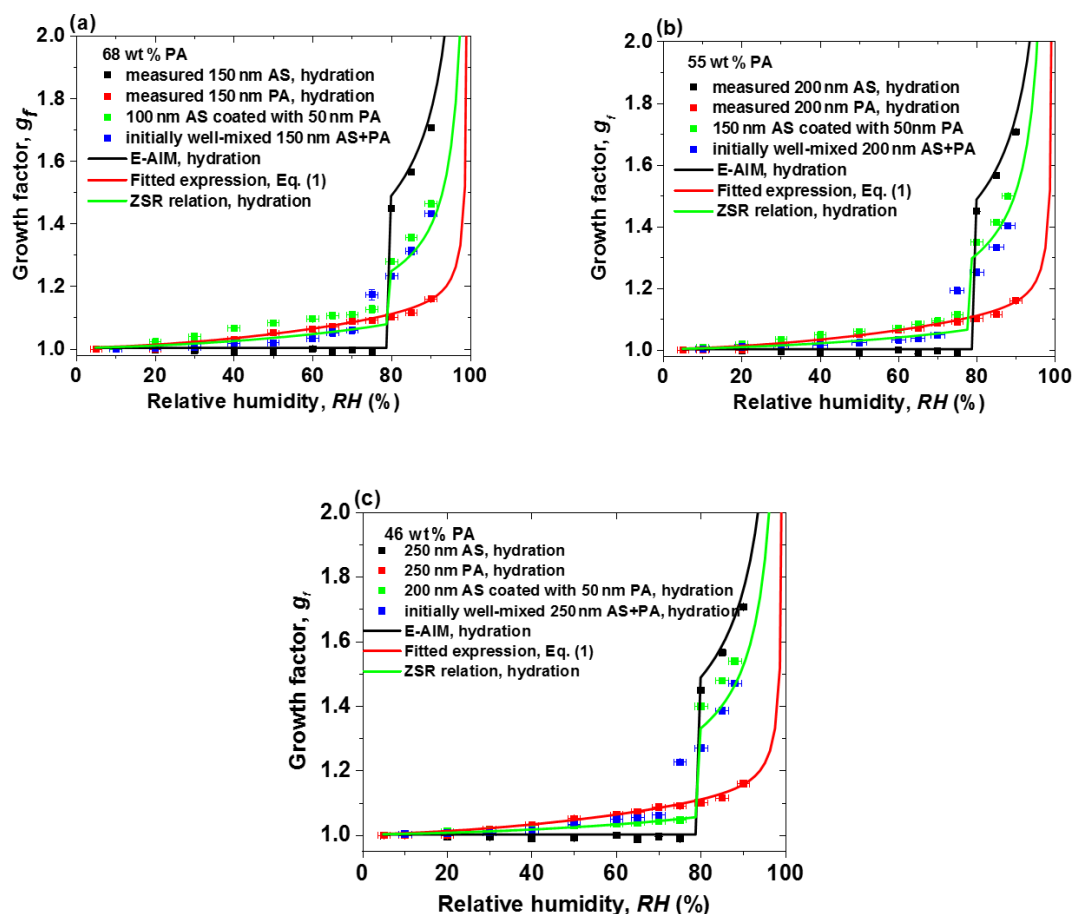 (a)
68 wt % PA
measured 150 nm AS, hydration
measured 150 nm PA, hydration
100 nm AS coated with 50 nm PA
initially well-mixed 150 nm AS+PA
E-AIM, hydration
Fitted expression, Eq. (1)
ZSR relation, hydration
Growth factor, gf
2.0
1.8
1.6
1.4
1.2
1.0
0 20 40 60 80 100
Relative humidity, RH (%)
(b)
55 wt % PA
measured 200 nm AS, hydration
measured 200 nm PA, hydration
150 nm AS coated with 50nm PA
initially well-mixed 200 nm AS+PA
E-AIM, hydration
Fitted expression, Eq. (1)
ZSR relation, hydration
Growth factor, gf
2.0
1.8
1.6
1.4
1.2
1.0
0 20 40 60 80 100
Relative humidity, RH (%)
(c)
46 wt % PA
250 nm AS, hydration
250 nm PA, hydration
200 nm AS coated with 50 nm PA, hydration
initially well-mixed 250 nm AS+PA, hydration
E-AIM, hydration
Fitted expression, Eq. (1)
ZSR relation, hydration
Growth factor, gf
2.0
1.8
1.6
1.4
1.2
1.0
0 20 40 60 80 100
Relative humidity, RH (%)